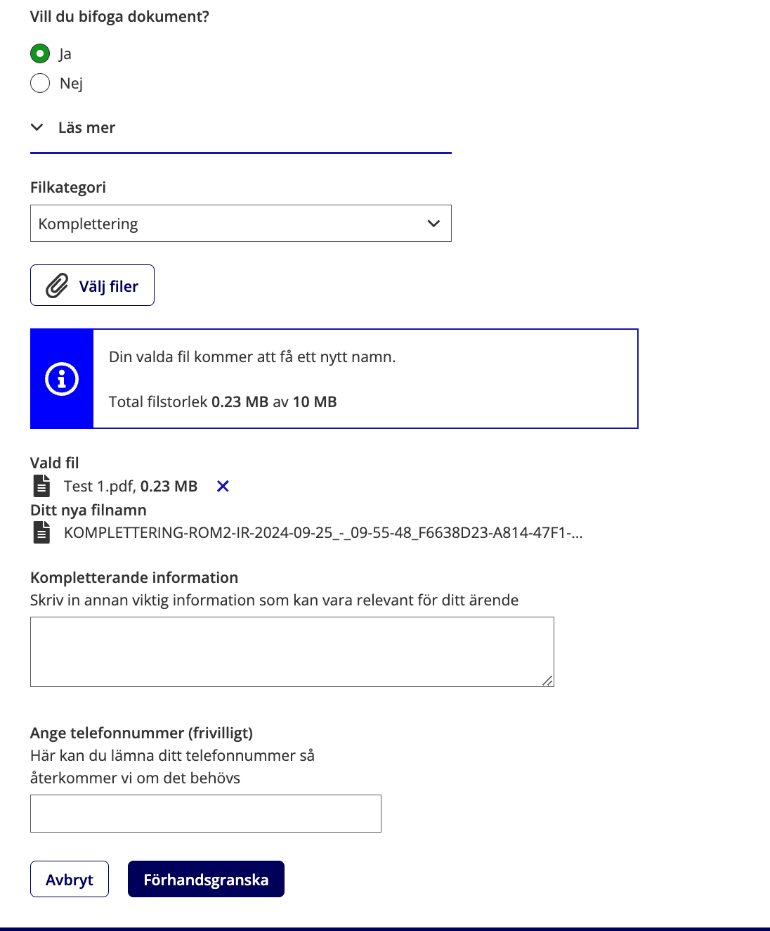 Vill du bifoga dokument?
Ja
Nej
Läs mer
Filkategori
Komplettering
Välj filer
Din valda fil kommer att få ett nytt namn.
Total filstorlek 0.23 MB av 10 MB
Vald fil
Test 1.pdf, 0.23 MB
Ditt nya filnamn
KOMPLETTERING-ROM2-IR-2024-09-25_-_09-55-48_F6638D23-A814-47F1-...
Kompletterande information
Skriv in annan viktig information som kan vara relevant för ditt ärende
Ange telefonnummer (frivilligt)
Här kan du lämna ditt telefonnummer så
återkommer vi om det behövs
Avbryt
Förhandsgranska